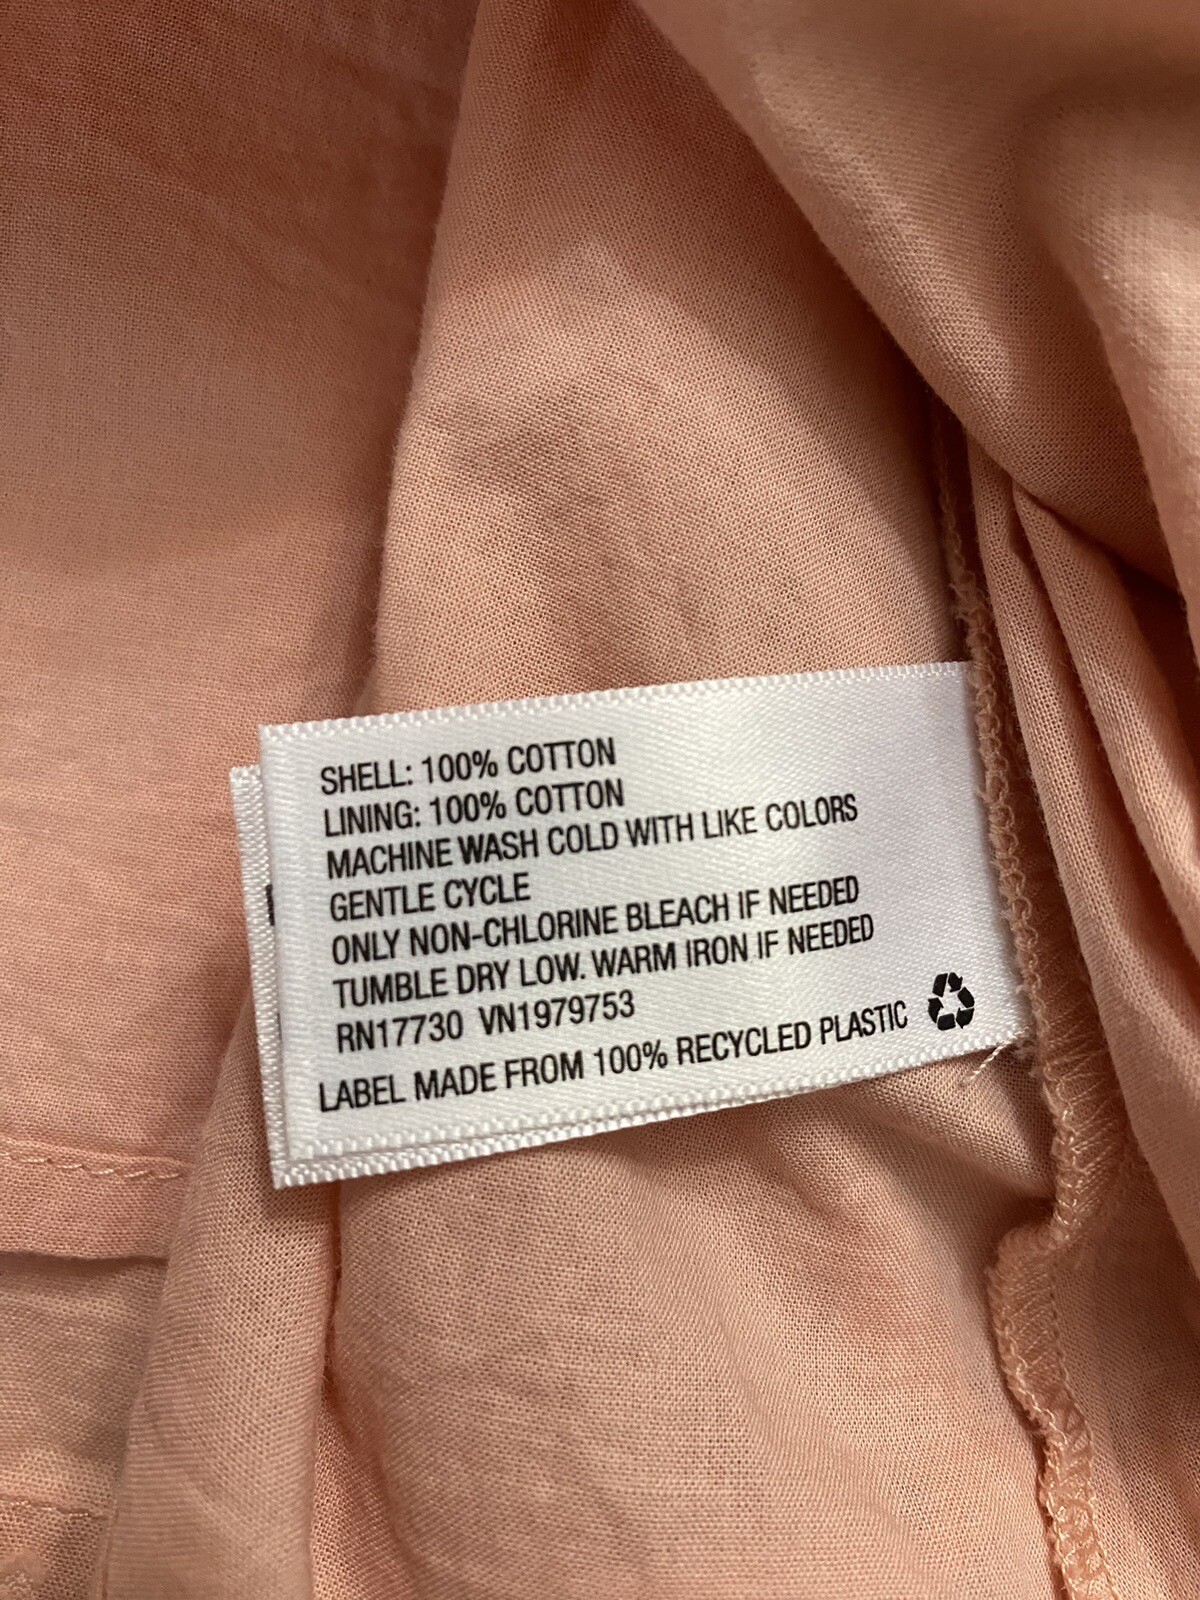 SHELL: 100% COTTON
LINING: 100% COTTON
MACHINE WASH COLD WITH LIKE COLORS
GENTLE CYCLE
ONLY NON-CHLORINE BLEACH IF NEEDED
TUMBLE DRY LOW. WARM IRON IF NEEDED
RN17730 VN1979753
LABEL MADE FROM 100% RECYCLED PLASTIC